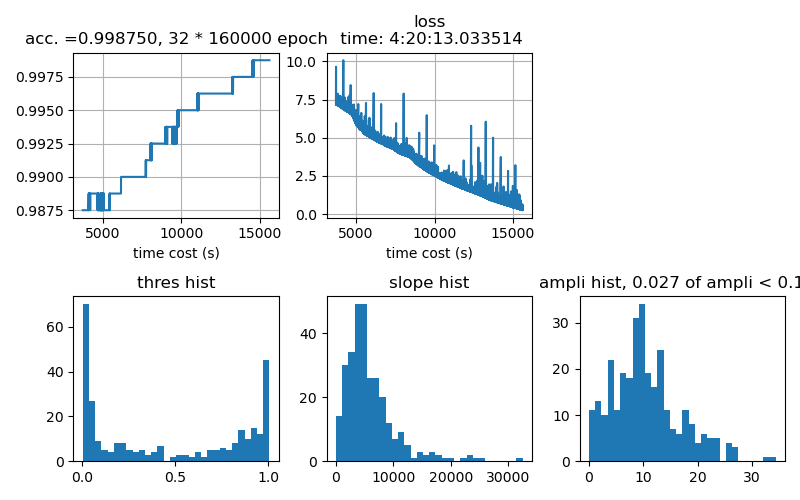 loss
acc. =0.998750, 32 * 160000 epoch time: 4:20:13.033514
0.9975
0.9950
0.9925
0.9900
0.9875
5000 10000 15000
time cost (s)
10.0
7.5
5.0
2.5
0.0
5000 10000 15000
time cost (s)
thres hist
60
40
20
0
0.0 0.5 1.0
slope hist
40
20
0
0 10000 20000 30000
ampli hist, 0.027 of ampli < 0.1
30
20
10
0
0 10 20 30